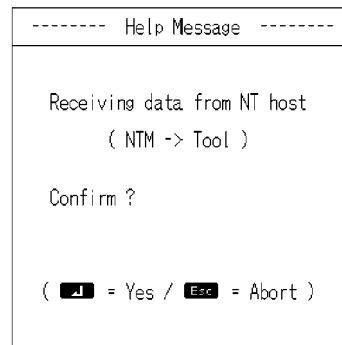 -------- Help Message --------
Receiving data from NT host
( NTM -> Tool )
Confirm ?
( ↵ = Yes / Esc = Abort )